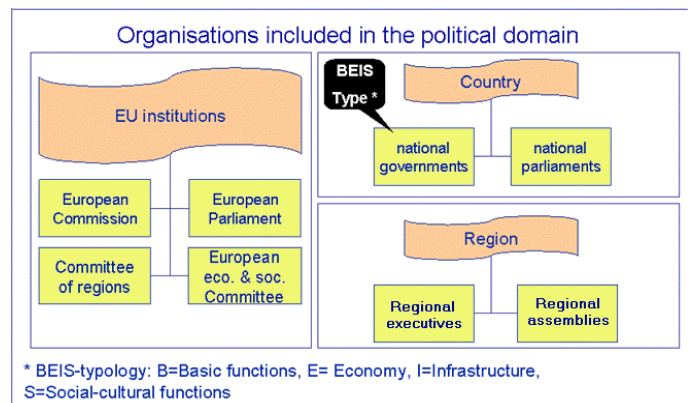 Organisations included in the political domain
EU institutions
European
Commission
European
Parliament
Committee
of regions
European
eco. & soc.
Committee
BEIS
Type *
Country
national
governments
national
parliaments
Region
Regional
executives
Regional
assemblies
* BEIS-typology: B=Basic functions, E= Economy, I=Infrastructure,
S=Social-cultural functions